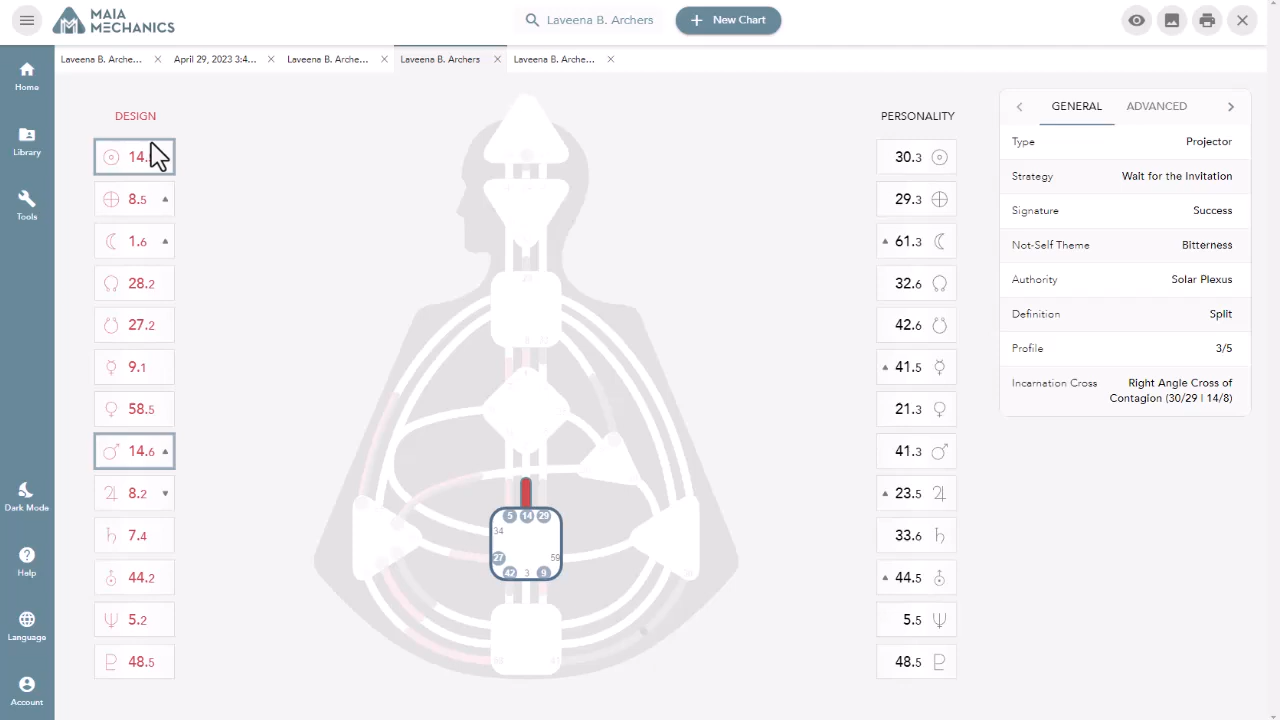 MAIA
MECHANICS
Laveena B. Archers
New Chart
Laveena B. Arche...
April 29, 2023 3:4...
Laveena B. Arche...
Laveena B. Archers
Laveena B. Arche...
Home
Library
Tools
Dark Mode
Help
Language
Account
DESIGN
14.
8.5
1.6
28.2
27.2
9.1
58.5
14.6
8.2
7.4
44.2
5.2
48.5
5 14 29
34
27
59
42 3 9
PERSONALITY
30.3
29.3
61.3
32.6
42.6
41.5
21.3
41.3
23.5
33.6
44.5
5.5
48.5
GENERAL
ADVANCED
Type Projector
Strategy Wait for the Invitation
Signature Success
Not-Self Theme Bitterness
Authority Solar Plexus
Definition Split
Profile 3/5
Incarnation Cross Right Angle Cross of
Contagion (30/29 | 14/8)